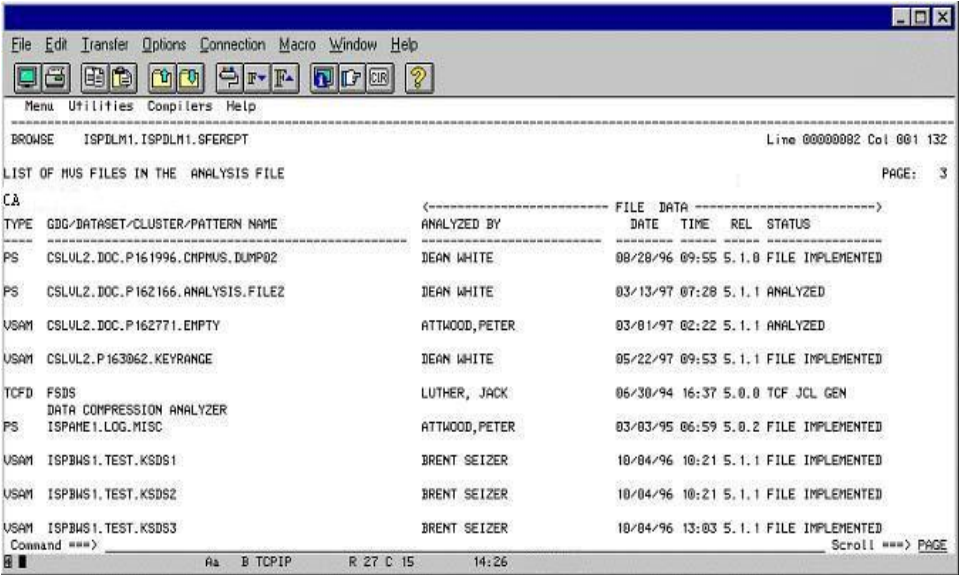 File Edit Transfer Options Connection Macro Window Help
F F CIR ?
Menu Utilities Compilers Help
BROWSE ISPDLM1.ISPDLM1.SFEREPT Line 00000082 Col 001 132
LIST OF MVS FILES IN THE ANALYSIS FILE PAGE: 3
CA
<-------------------------- FILE DATA -------------------------->
TYPE GDG/DATASET/CLUSTER/PATTERN NAME ANALYZED BY DATE TIME REL STATUS
PS CSLVL2.DOC.P161996.CMPMVS.DUMP02 DEAN WHITE 08/28/96 09:55 5.1.0 FILE IMPLEMENTED
PS CSLVL2.DOC.P162166.ANALYSIS.FILE2 DEAN WHITE 03/13/97 07:28 5.1.1 ANALYZED
VSAM CSLVL2.DOC.P162771.EMPTY ATTWOOD,PETER 03/01/97 02:22 5.1.1 ANALYZED
VSAM CSLVL2.P163062.KEYRANGE DEAN WHITE 05/22/97 09:53 5.1.1 FILE IMPLEMENTED
TCFD FSDS LUTHER, JACK 06/30/94 16:37 5.0.0 TCF JCL GEN
DATA COMPRESSION ANALYZER
PS ISPAME1.LOG.MISC ATTWOOD,PETER 03/03/95 06:59 5.0.2 FILE IMPLEMENTED
VSAM ISPBWS1.TEST.KSDS1 BRENT SEIZER 10/04/96 10:21 5.1.1 FILE IMPLEMENTED
VSAM ISPBWS1.TEST.KSDS2 BRENT SEIZER 10/04/96 10:21 5.1.1 FILE IMPLEMENTED
VSAM ISPBWS1.TEST.KSDS3 BRENT SEIZER 10/04/96 13:03 5.1.1 FILE IMPLEMENTED
Command ===> Scroll ===> PAGE
Aa B TCPIP R 27 C 15 14:26